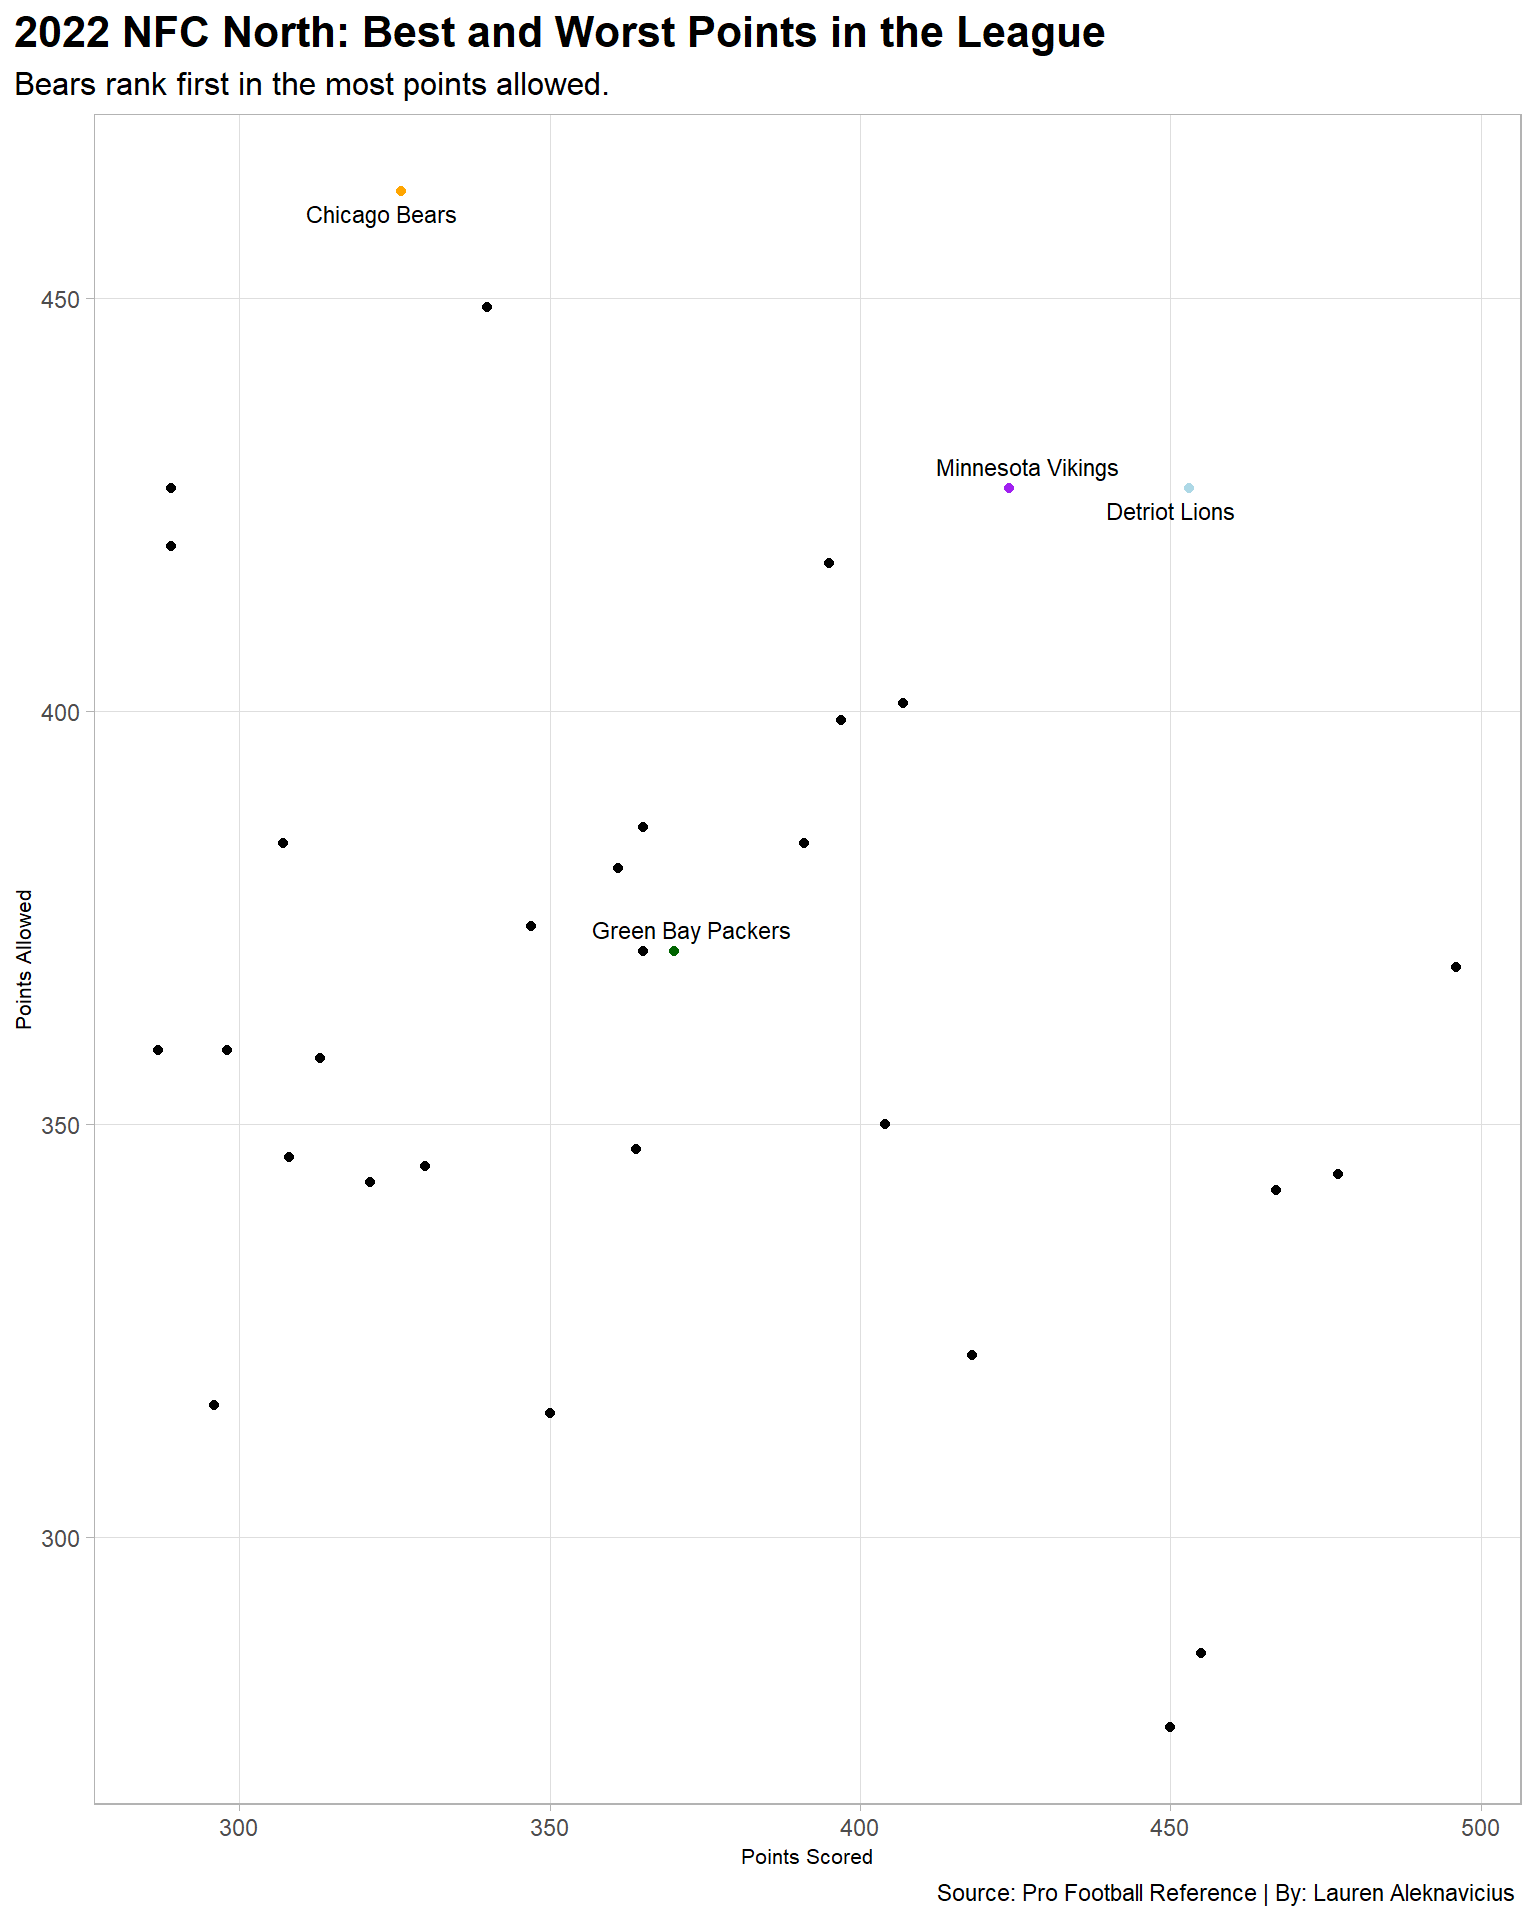 2022 NFC North: Best and Worst Points in the League
Bears rank first in the most points allowed.
Chicago Bears
450
Minnesota Vikings
Detriot Lions
400
Green Bay Packers
Points Allowed
350
300
300 350 400 450 500
Points Scored
Source: Pro Football Reference | By: Lauren Aleknavicius